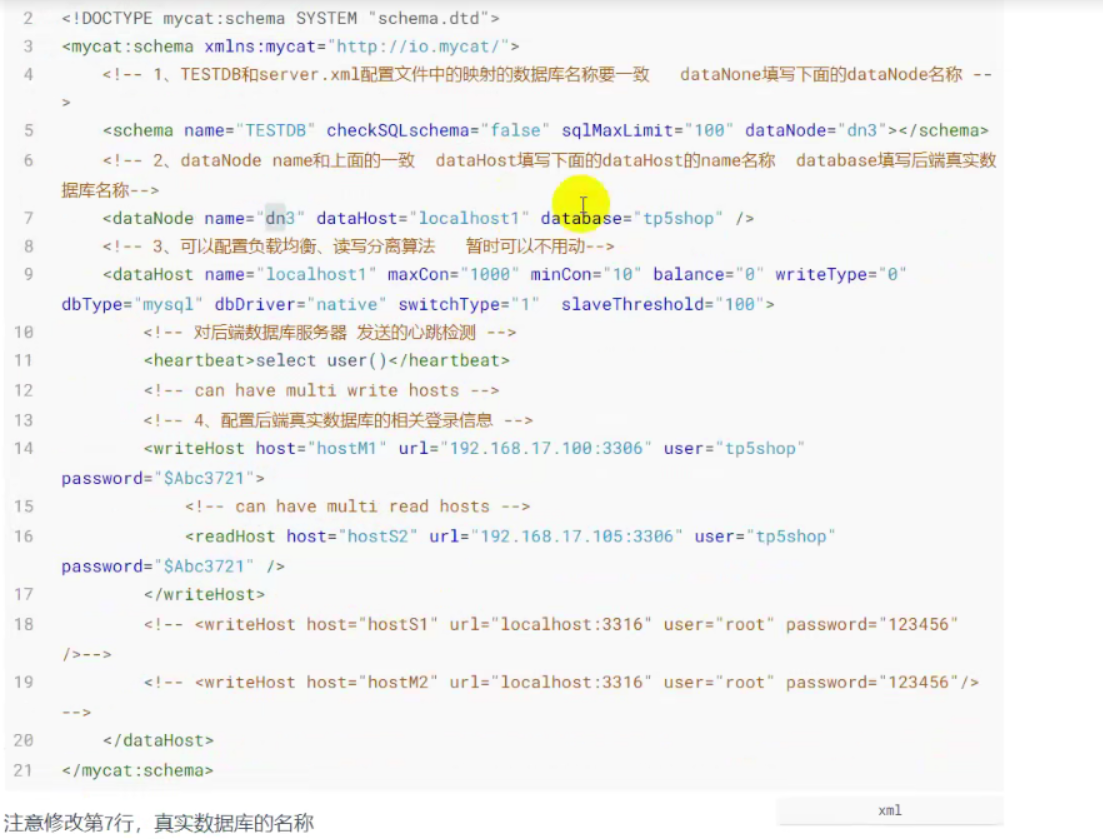 2 <!DOCTYPE mycat:schema SYSTEM "schema.dtd">
3 <mycat:schema xmlns:mycat="http://io.mycat/">
4 <!-- 1、TESTDB和server.xml配置文件中的映射的数据库名称要一致 dataNone填写下面的dataNode名称 --
>
5 <schema name="TESTDB" checkSQLschema="false" sqlMaxLimit="100" dataNode="dn3"></schema>
6 <!-- 2、dataNode name和上面的一致 dataHost填写下面的dataHost的name名称 database填写后端真实数
据库名称-->
7 <dataNode name="dn3" dataHost="localhost1" database="tp5shop" />
8 <!-- 3、可以配置负载均衡、读写分离算法 暂时可以不用动-->
9 <dataHost name="localhost1" maxCon="1000" minCon="10" balance="0" writeType="0"
dbType="mysql" dbDriver="native" switchType="1" slaveThreshold="100">
10 <!-- 对后端数据库服务器 发送的心跳检测 -->
11 <heartbeat>select user()</heartbeat>
12 <!-- can have multi write hosts -->
13 <!-- 4、配置后端真实数据库的相关登录信息 -->
14 <writeHost host="hostM1" url="192.168.17.100:3306" user="tp5shop"
password="$Abc3721">
15 <!-- can have multi read hosts -->
16 <readHost host="hostS2" url="192.168.17.105:3306" user="tp5shop"
password="$Abc3721" />
17 </writeHost>
18 <!-- <writeHost host="hostS1" url="localhost:3316" user="root" password="123456"
/>-->
19 <!-- <writeHost host="hostM2" url="localhost:3316" user="root" password="123456"/>
-->
20 </dataHost>
21 </mycat:schema>
xml
注意修改第7行，真实数据库的名称